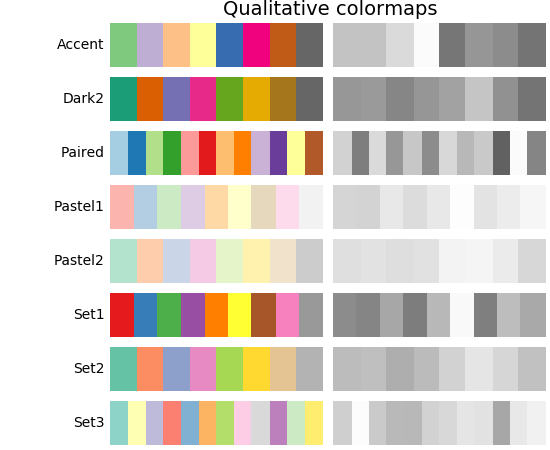 Qualitative colormaps
Accent
Dark2
Paired
Pastel1
Pastel2
Set1
Set2
Set3